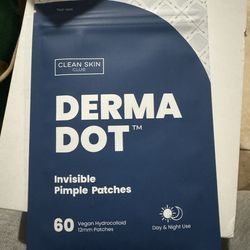 CLEAN SKIN
CLUB
DERMA
DOT™
Invisible
Pimple Patches
60 Vegan Hydrocolloid
12mm Patches
Day & Night Use